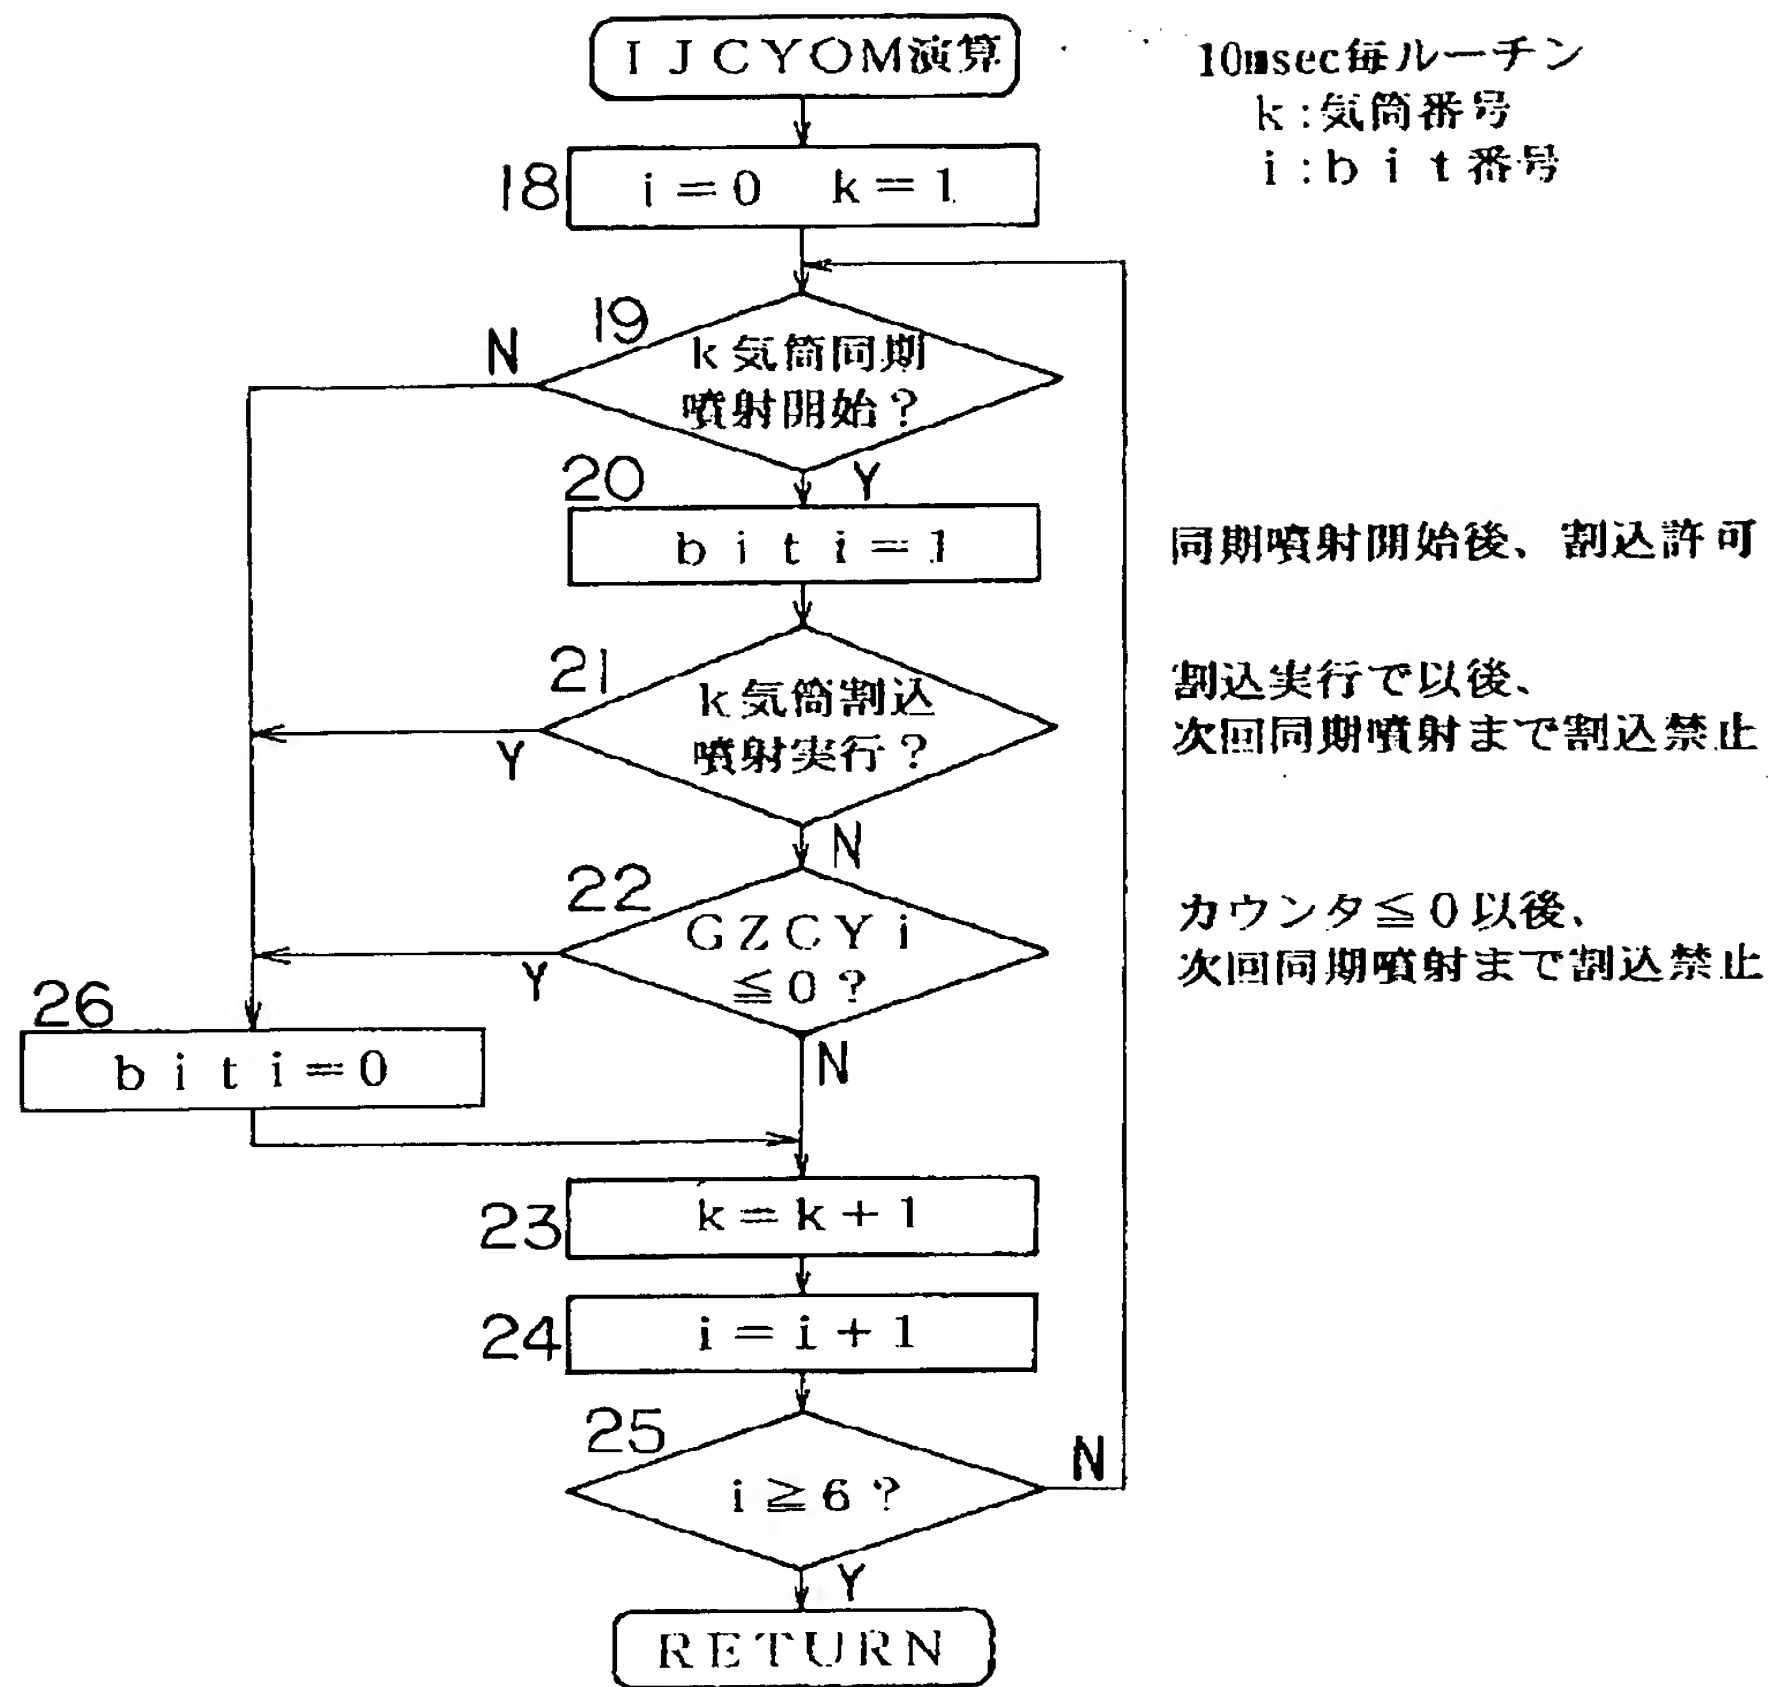 IJCYOM演算
10msec毎ルーチン
k:気筒番号
i:bit番号
18
i=0 k=1
19
N
k気筒同期
噴射開始?
Y
20
biti=1
同期噴射開始後、割込許可
21
k気筒割込
噴射実行?
Y
N
割込実行で以後、
次回同期噴射まで割込禁止
22
GZCYi
≦0?
Y
N
カウンタ≦0以後、
次回同期噴射まで割込禁止
26
biti=0
23
k=k+1
24
i=i+1
25
i≧6?
N
Y
RETURN